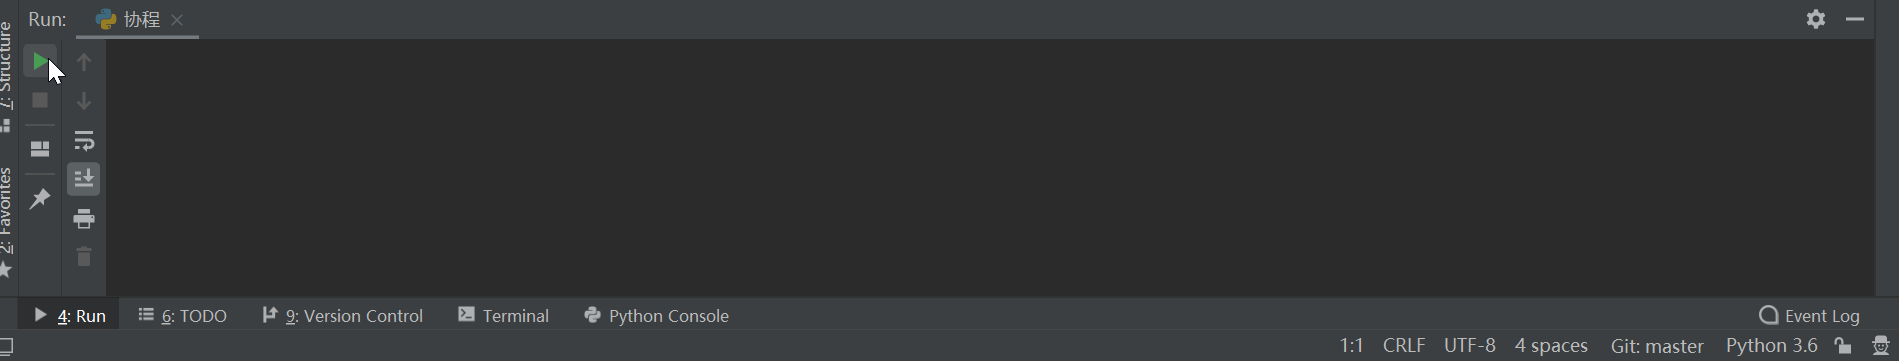 Run: 协程
7: Structure
2: Favorites
4: Run 6: TODO 9: Version Control Terminal Python Console Event Log
1:1 CRLF UTF-8 4 spaces Git: master Python 3.6